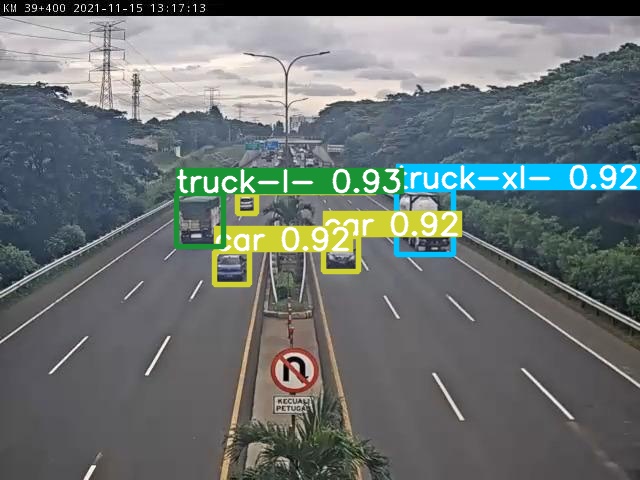 KM 39+400 2021-11-15 13:17:13
truck-l- 0.93
truck-xl- 0.92
car 0.92
car 0.92
KECUALI
PETUGAS